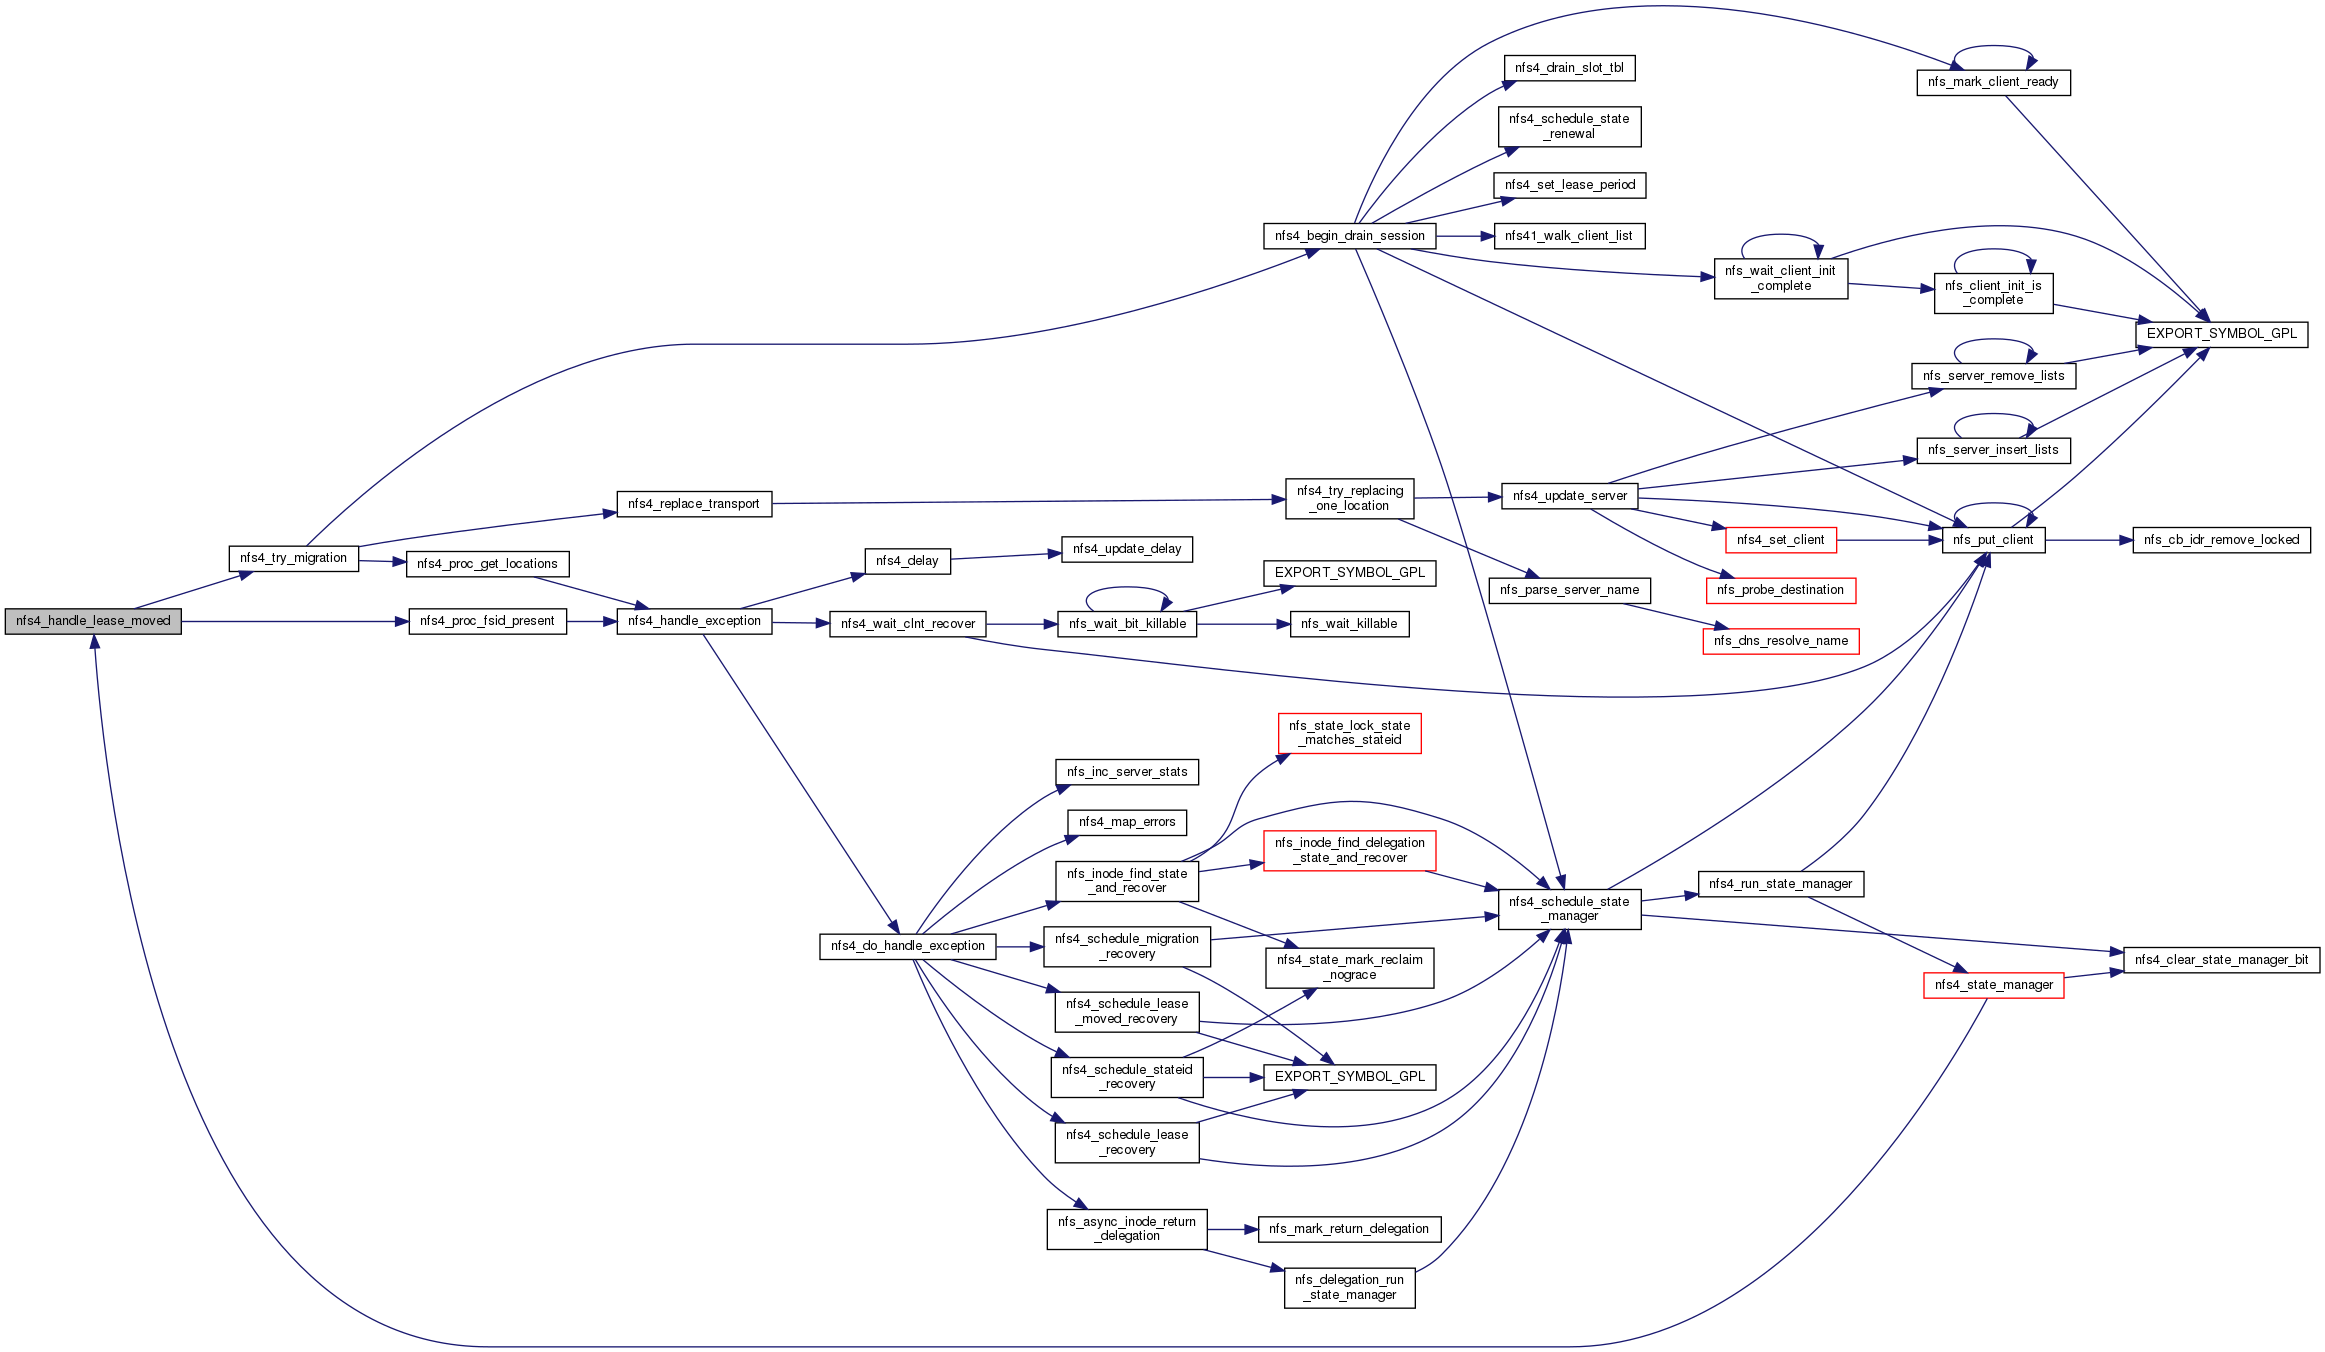 nfs4_handle_lease_moved
nfs4_try_migration
nfs4_proc_get_locations
nfs4_proc_fsid_present
nfs4_replace_transport
nfs4_handle_exception
nfs4_delay
nfs4_wait_clnt_recover
nfs4_do_handle_exception
nfs4_update_delay
nfs_wait_bit_killable
nfs_inc_server_stats
nfs4_map_errors
nfs_inode_find_state
_and_recover
nfs4_schedule_migration
_recovery
nfs4_schedule_lease
_moved_recovery
nfs4_schedule_stateid
_recovery
nfs4_schedule_lease
_recovery
nfs_async_inode_return
_delegation
nfs4_begin_drain_session
nfs4_try_replacing
_one_location
EXPORT_SYMBOL_GPL
nfs_wait_killable
nfs_state_lock_state
_matches_stateid
nfs_inode_find_delegation
_state_and_recover
nfs4_state_mark_reclaim
_nograce
EXPORT_SYMBOL_GPL
nfs_mark_return_delegation
nfs_delegation_run
_state_manager
nfs4_drain_slot_tbl
nfs4_schedule_state
_renewal
nfs4_set_lease_period
nfs41_walk_client_list
nfs4_update_server
nfs_parse_server_name
nfs4_schedule_state
_manager
nfs_wait_client_init
_complete
nfs4_set_client
nfs_probe_destination
nfs_dns_resolve_name
nfs4_run_state_manager
nfs_mark_client_ready
nfs_client_init_is
_complete
nfs_server_remove_lists
nfs_server_insert_lists
nfs_put_client
nfs4_state_manager
EXPORT_SYMBOL_GPL
nfs_cb_idr_remove_locked
nfs4_clear_state_manager_bit